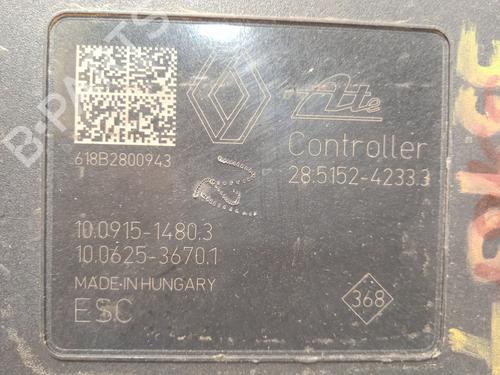 Ate
618B2800943
Controller
28.5152-4233.3
10.0915-1480.3
10.0625-3670.1
MADE IN HUNGARY
ESC
368
B-PARTS